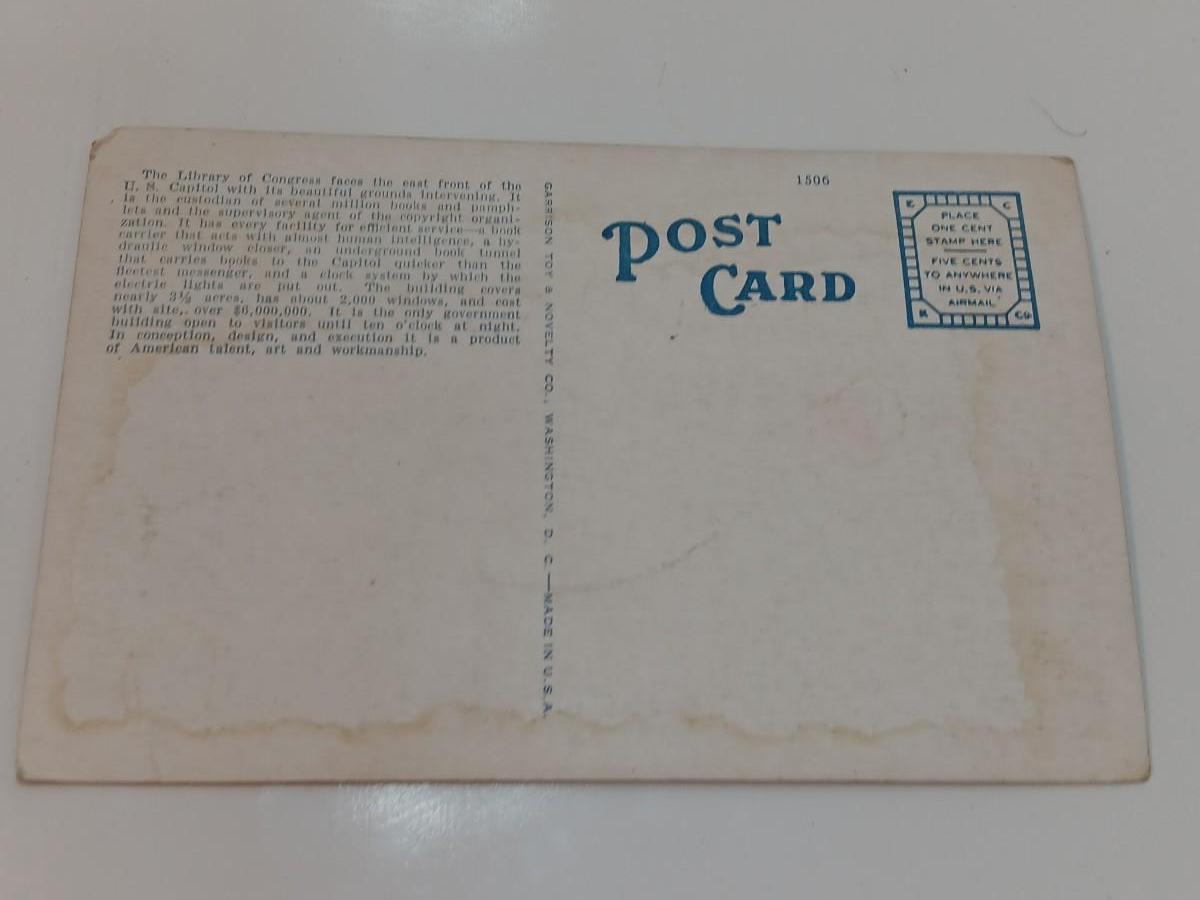 The Library of Congress faces the east front of the
U. S. Capitol with its beautiful grounds intervening. It
is the custodian of several million books and pamph-
lets and the supervisory agent of the copyright organi-
zation. It has every facility for efficient service—a book
carrier that acts with almost human intelligence, a hy-
draulic window closer, an underground book tunnel
that carries books to the Capitol quicker than the
fleetest messenger, and a clock system by which the
electric lights are put out. The building covers
nearly 3½ acres, has about 2,000 windows, and cost
with site, over $6,000,000. It is the only government
building open to visitors until ten o'clock at night.
In conception, design, and execution it is a product
of American talent, art and workmanship.
GARRISON TOY & NOVELTY CO., WASHINGTON, D. C.—MADE IN U.S.A.
1506
POST
CARD
E C
PLACE
ONE CENT
STAMP HERE
FIVE CENTS
TO ANYWHERE
IN U.S. VIA
AIRMAIL
K Co